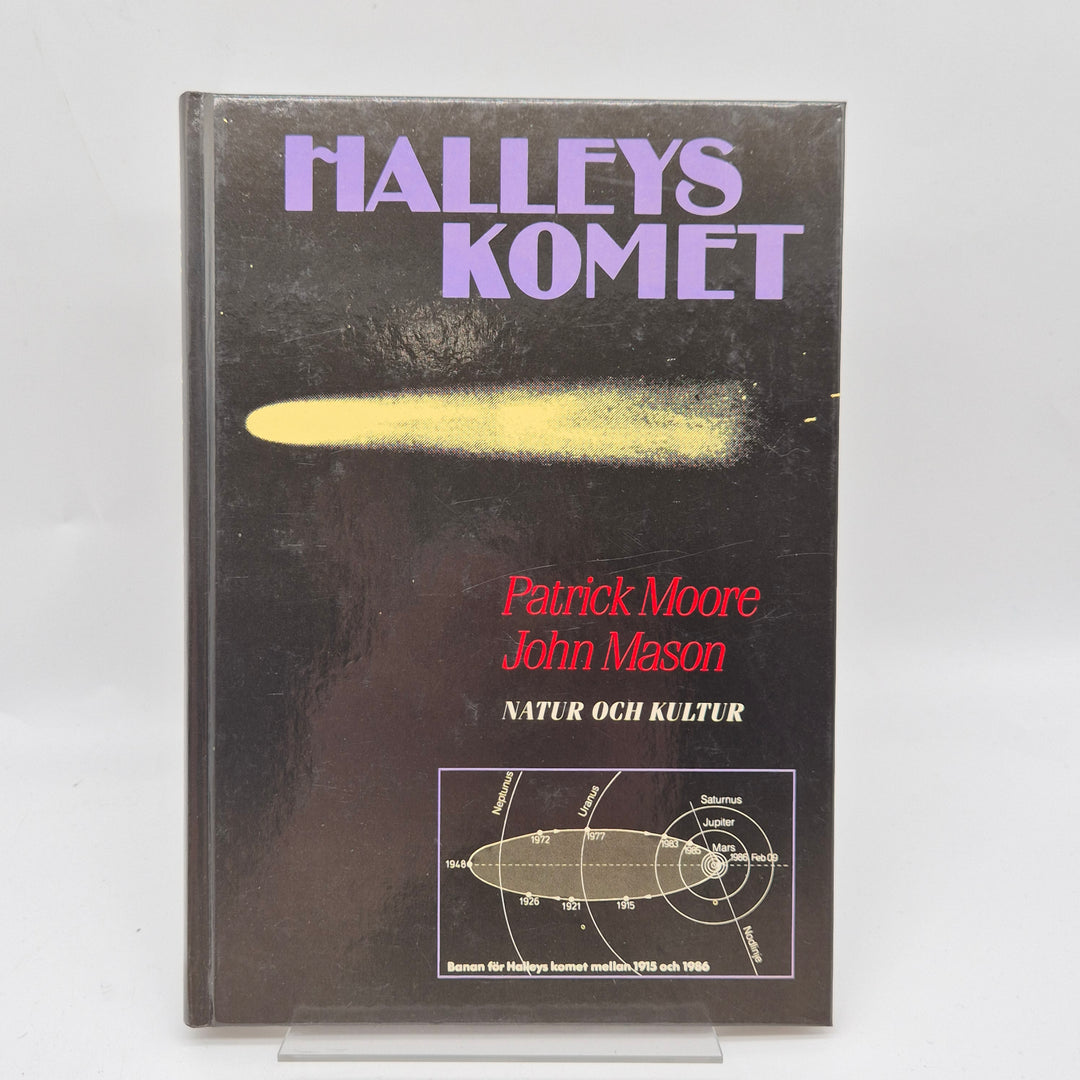 HALLEYS
KOMET
Patrick Moore
John Mason
NATUR OCH KULTUR
Neptunus
Uranus
Saturnus
Jupiter
Mars
1972
1977
1983
1985
1986 Feb 09
1948
1926
1921
1915
Nodlinje
Banan för Halleys komet mellan 1915 och 1986